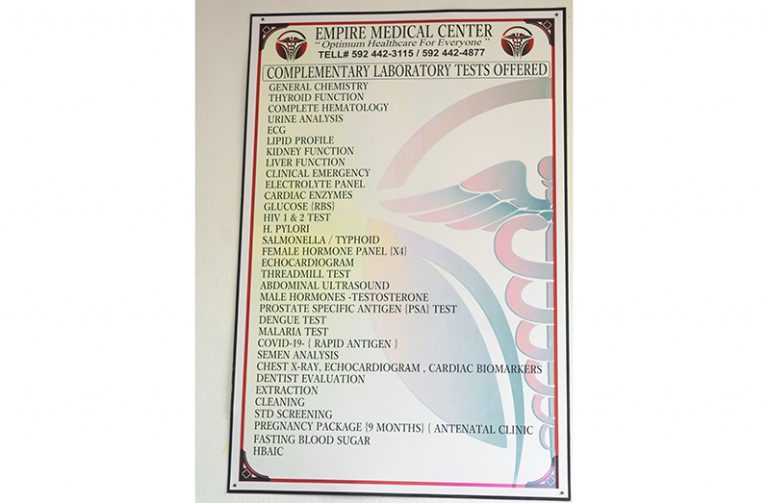 EMPIRE MEDICAL CENTER
"Optimum Healthcare For Everyone"
TELL# 592 442-3115 / 592 442-4877
COMPLEMENTARY LABORATORY TESTS OFFERED
GENERAL CHEMISTRY
THYROID FUNCTION
COMPLETE HEMATOLOGY
URINE ANALYSIS
ECG
LIPID PROFILE
KIDNEY FUNCTION
LIVER FUNCTION
CLINICAL EMERGENCY
ELECTROLYTE PANEL
CARDIAC ENZYMES
GLUCOSE {RBS}
HIV 1 & 2 TEST
H. PYLORI
SALMONELLA / TYPHOID
FEMALE HORMONE PANEL {X4}
ECHOCARDIOGRAM
THREADMILL TEST
ABDOMINAL ULTRASOUND
MALE HORMONES -TESTOSTERONE
PROSTATE SPECIFIC ANTIGEN {PSA} TEST
DENGUE TEST
MALARIA TEST
COVID-19- { RAPID ANTIGEN }
SEMEN ANALYSIS
CHEST X-RAY, ECHOCARDIOGRAM , CARDIAC BIOMARKERS
DENTIST EVALUATION
EXTRACTION
CLEANING
STD SCREENING
PREGNANCY PACKAGE {9 MONTHS} { ANTENATAL CLINIC
FASTING BLOOD SUGAR
HBAIC